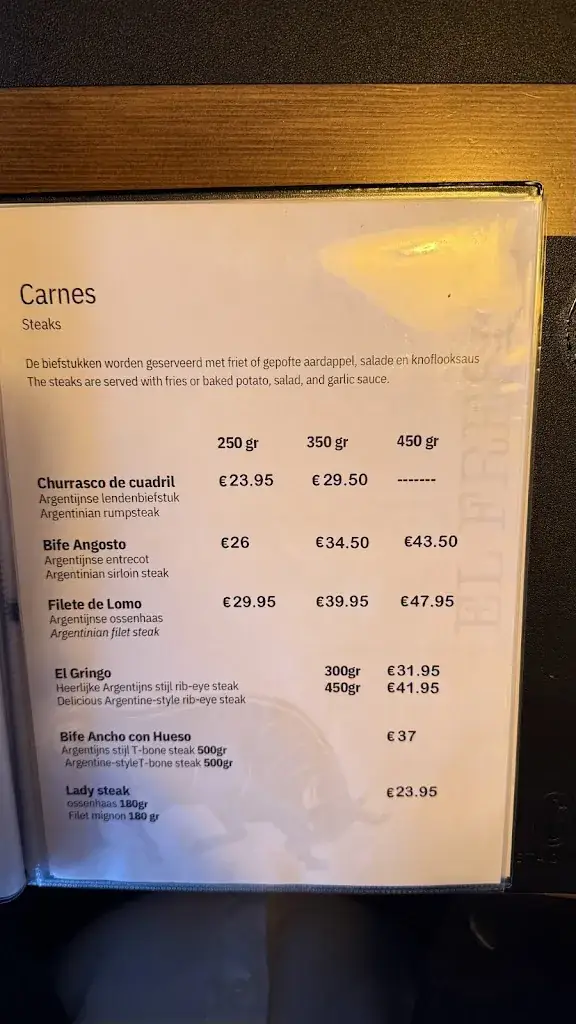 Carnes
Steaks
De biefstukken worden geserveerd met friet of gepofte aardappel, salade en knoflooksaus
The steaks are served with fries or baked potato, salad, and garlic sauce.
250 gr 350 gr 450 gr
Churrasco de cuadril €23.95 €29.50 -------
Argentijnse lendenbiefstuk
Argentinian rumpsteak
Bife Angosto €26 €34.50 €43.50
Argentijnse entrecot
Argentinian sirloin steak
Filete de Lomo €29.95 €39.95 €47.95
Argentijnse ossenhaas
Argentinian filet steak
El Gringo 300gr €31.95
Heerlijke Argentijns stijl rib-eye steak 450gr €41.95
Delicious Argentine-style rib-eye steak
Bife Ancho con Hueso €37
Argentijns stijl T-bone steak 500gr
Argentine-styleT-bone steak 500gr
Lady steak €23.95
ossenhaas 180gr
Filet mignon 180 gr